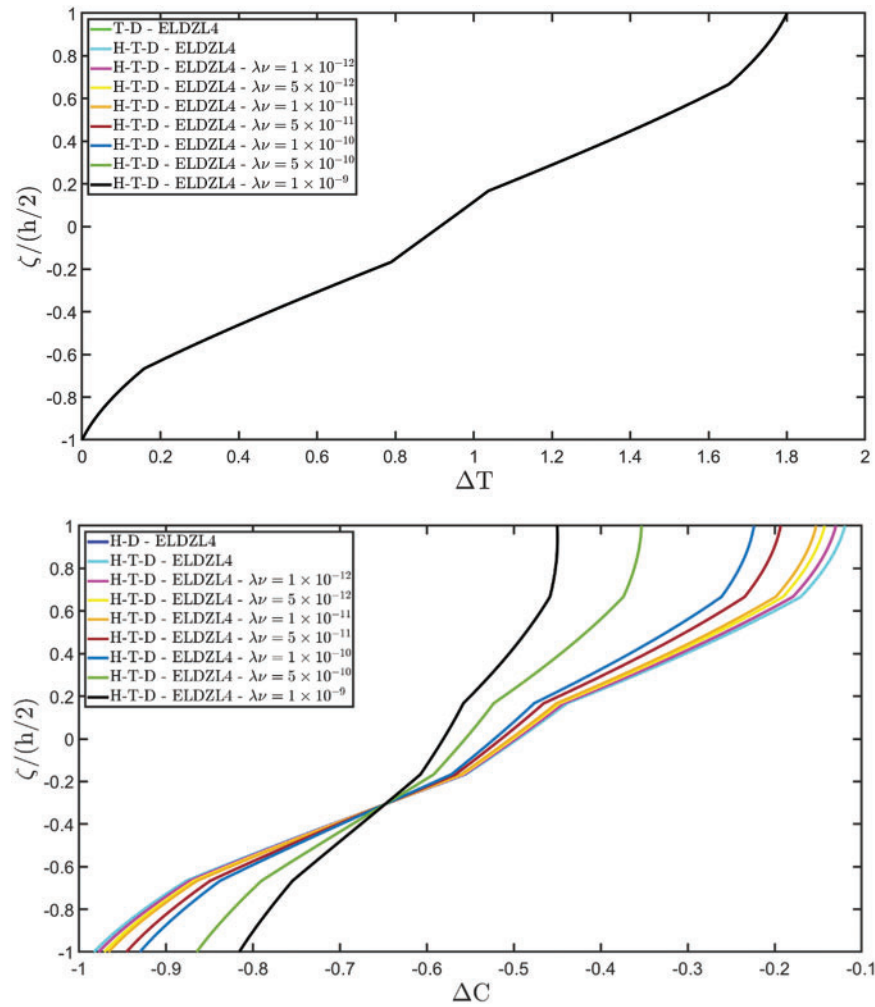 T-D - ELDZL4
H-T-D - ELDZL4
H-T-D - ELDZL4 - λν = 1 × 10⁻¹²
H-T-D - ELDZL4 - λν = 5 × 10⁻¹²
H-T-D - ELDZL4 - λν = 1 × 10⁻¹¹
H-T-D - ELDZL4 - λν = 5 × 10⁻¹¹
H-T-D - ELDZL4 - λν = 1 × 10⁻¹⁰
H-T-D - ELDZL4 - λν = 5 × 10⁻¹⁰
H-T-D - ELDZL4 - λν = 1 × 10⁻⁹
1
0.8
0.6
0.4
0.2
0
-0.2
-0.4
-0.6
-0.8
-1
ζ/(h/2)
0 0.2 0.4 0.6 0.8 1 1.2 1.4 1.6 1.8 2
ΔT
H-D - ELDZL4
H-T-D - ELDZL4
H-T-D - ELDZL4 - λν = 1 × 10⁻¹²
H-T-D - ELDZL4 - λν = 5 × 10⁻¹²
H-T-D - ELDZL4 - λν = 1 × 10⁻¹¹
H-T-D - ELDZL4 - λν = 5 × 10⁻¹¹
H-T-D - ELDZL4 - λν = 1 × 10⁻¹⁰
H-T-D - ELDZL4 - λν = 5 × 10⁻¹⁰
H-T-D - ELDZL4 - λν = 1 × 10⁻⁹
1
0.8
0.6
0.4
0.2
0
-0.2
-0.4
-0.6
-0.8
-1
ζ/(h/2)
-1 -0.9 -0.8 -0.7 -0.6 -0.5 -0.4 -0.3 -0.2 -0.1
ΔC